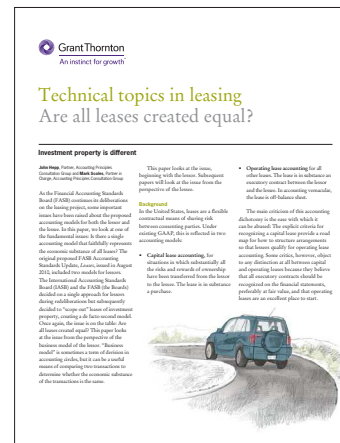 Grant Thornton
An instinct for growth™
Technical topics in leasing
Are all leases created equal?
Investment property is different
John Hepp, Partner, Accounting Principles
Consultation Group and Mark Scoles, Partner in
Charge, Accounting Principles Consultation Group
As the Financial Accounting Standards
Board (FASB) continues its deliberations
on the leasing project, some important
issues have been raised about the proposed
accounting models for both the lessor and
the lessee. In this paper, we look at one of
the fundamental issues: Is there a single
accounting model that faithfully represents
the economic substance of all leases? The
original proposed FASB Accounting
Standards Update, Leases, issued in August
2010, included two models for lessors.
The International Accounting Standards
Board (IASB) and the FASB (the Boards)
decided on a single approach for lessors
during redeliberations but subsequently
decided to “scope out” leases of investment
property, creating a de facto second model.
Once again, the issue is on the table: Are
all leases created equal? This paper looks
at the issue from the perspective of the
business model of the lessor. “Business
model” is sometimes a term of derision in
accounting circles, but it can be a useful
means of comparing two transactions to
determine whether the economic substance
of the transactions is the same.
This paper looks at the issue,
beginning with the lessor. Subsequent
papers will look at the issue from the
perspective of the lessee.
Background
In the United States, leases are a flexible
contractual means of sharing risk
between consenting parties. Under
existing GAAP, this is reflected in two
accounting models:
• Capital lease accounting, for
situations in which substantially all
the risks and rewards of ownership
have been transferred from the lessor
to the lessee. The lease is in substance
a purchase.
• Operating lease accounting for all
other leases. The lease is in substance an
executory contract between the lessor
and the lessee. In accounting vernacular,
the lease is off-balance sheet.
The main criticism of this accounting
dichotomy is the ease with which it
can be abused: The explicit criteria for
recognizing a capital lease provide a road
map for how to structure arrangements
so that leases qualify for operating lease
accounting. Some critics, however, object
to any distinction at all between capital
and operating leases because they believe
that all executory contracts should be
recognized on the financial statements,
preferably at fair value, and that operating
leases are an excellent place to start.